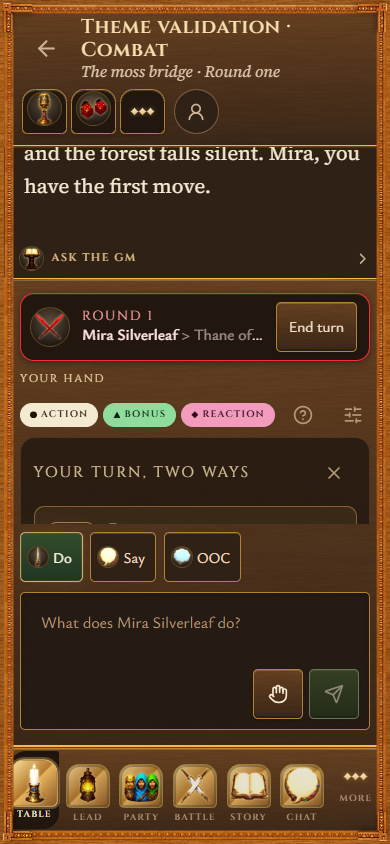 Theme validation ·
Combat
The moss bridge · Round one
and the forest falls silent. Mira, you
have the first move.
ASK THE GM
ROUND 1
Mira Silverleaf > Thane of...
End turn
YOUR HAND
ACTION
BONUS
REACTION
YOUR TURN, TWO WAYS
Do
Say
OOC
What does Mira Silverleaf do?
TABLE
LEAD
PARTY
BATTLE
STORY
CHAT
MORE